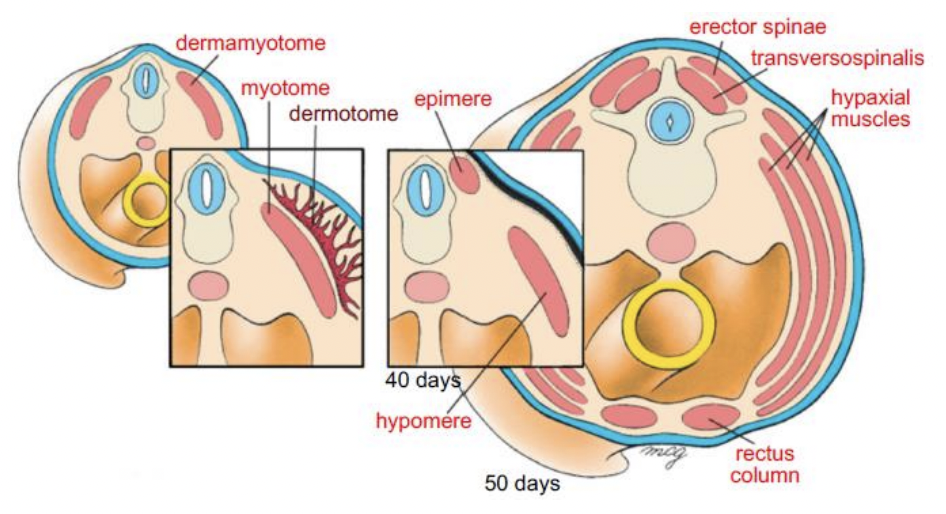 erector spinae
dermamyotome
transversospinalis
myotome
epimere
hypaxial
muscles
dermotome
40 days
hypomere
rectus
column
mcg
50 days